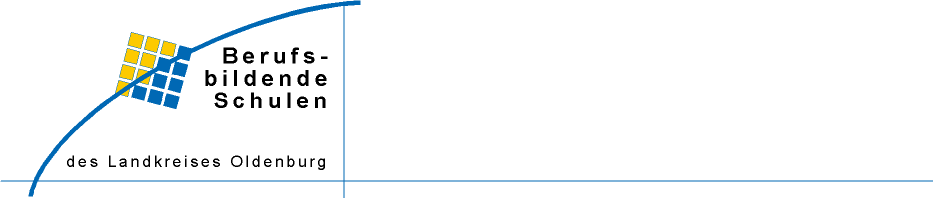 Berufs-
bildende
Schulen
des Landkreises Oldenburg